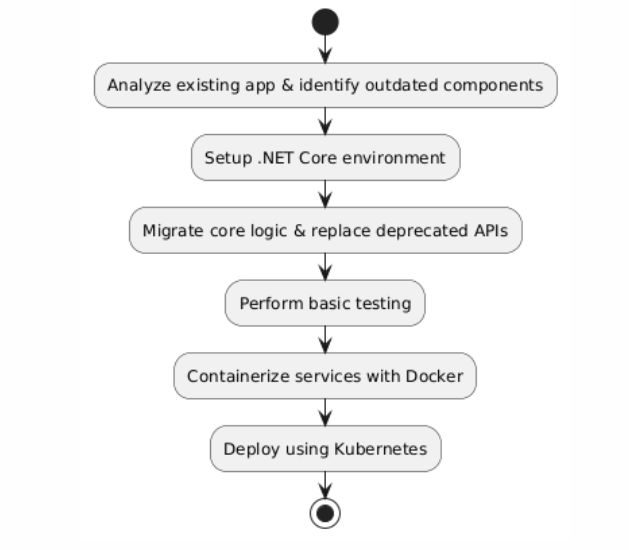 Analyze existing app & identify outdated components
Setup .NET Core environment
Migrate core logic & replace deprecated APIs
Perform basic testing
Containerize services with Docker
Deploy using Kubernetes